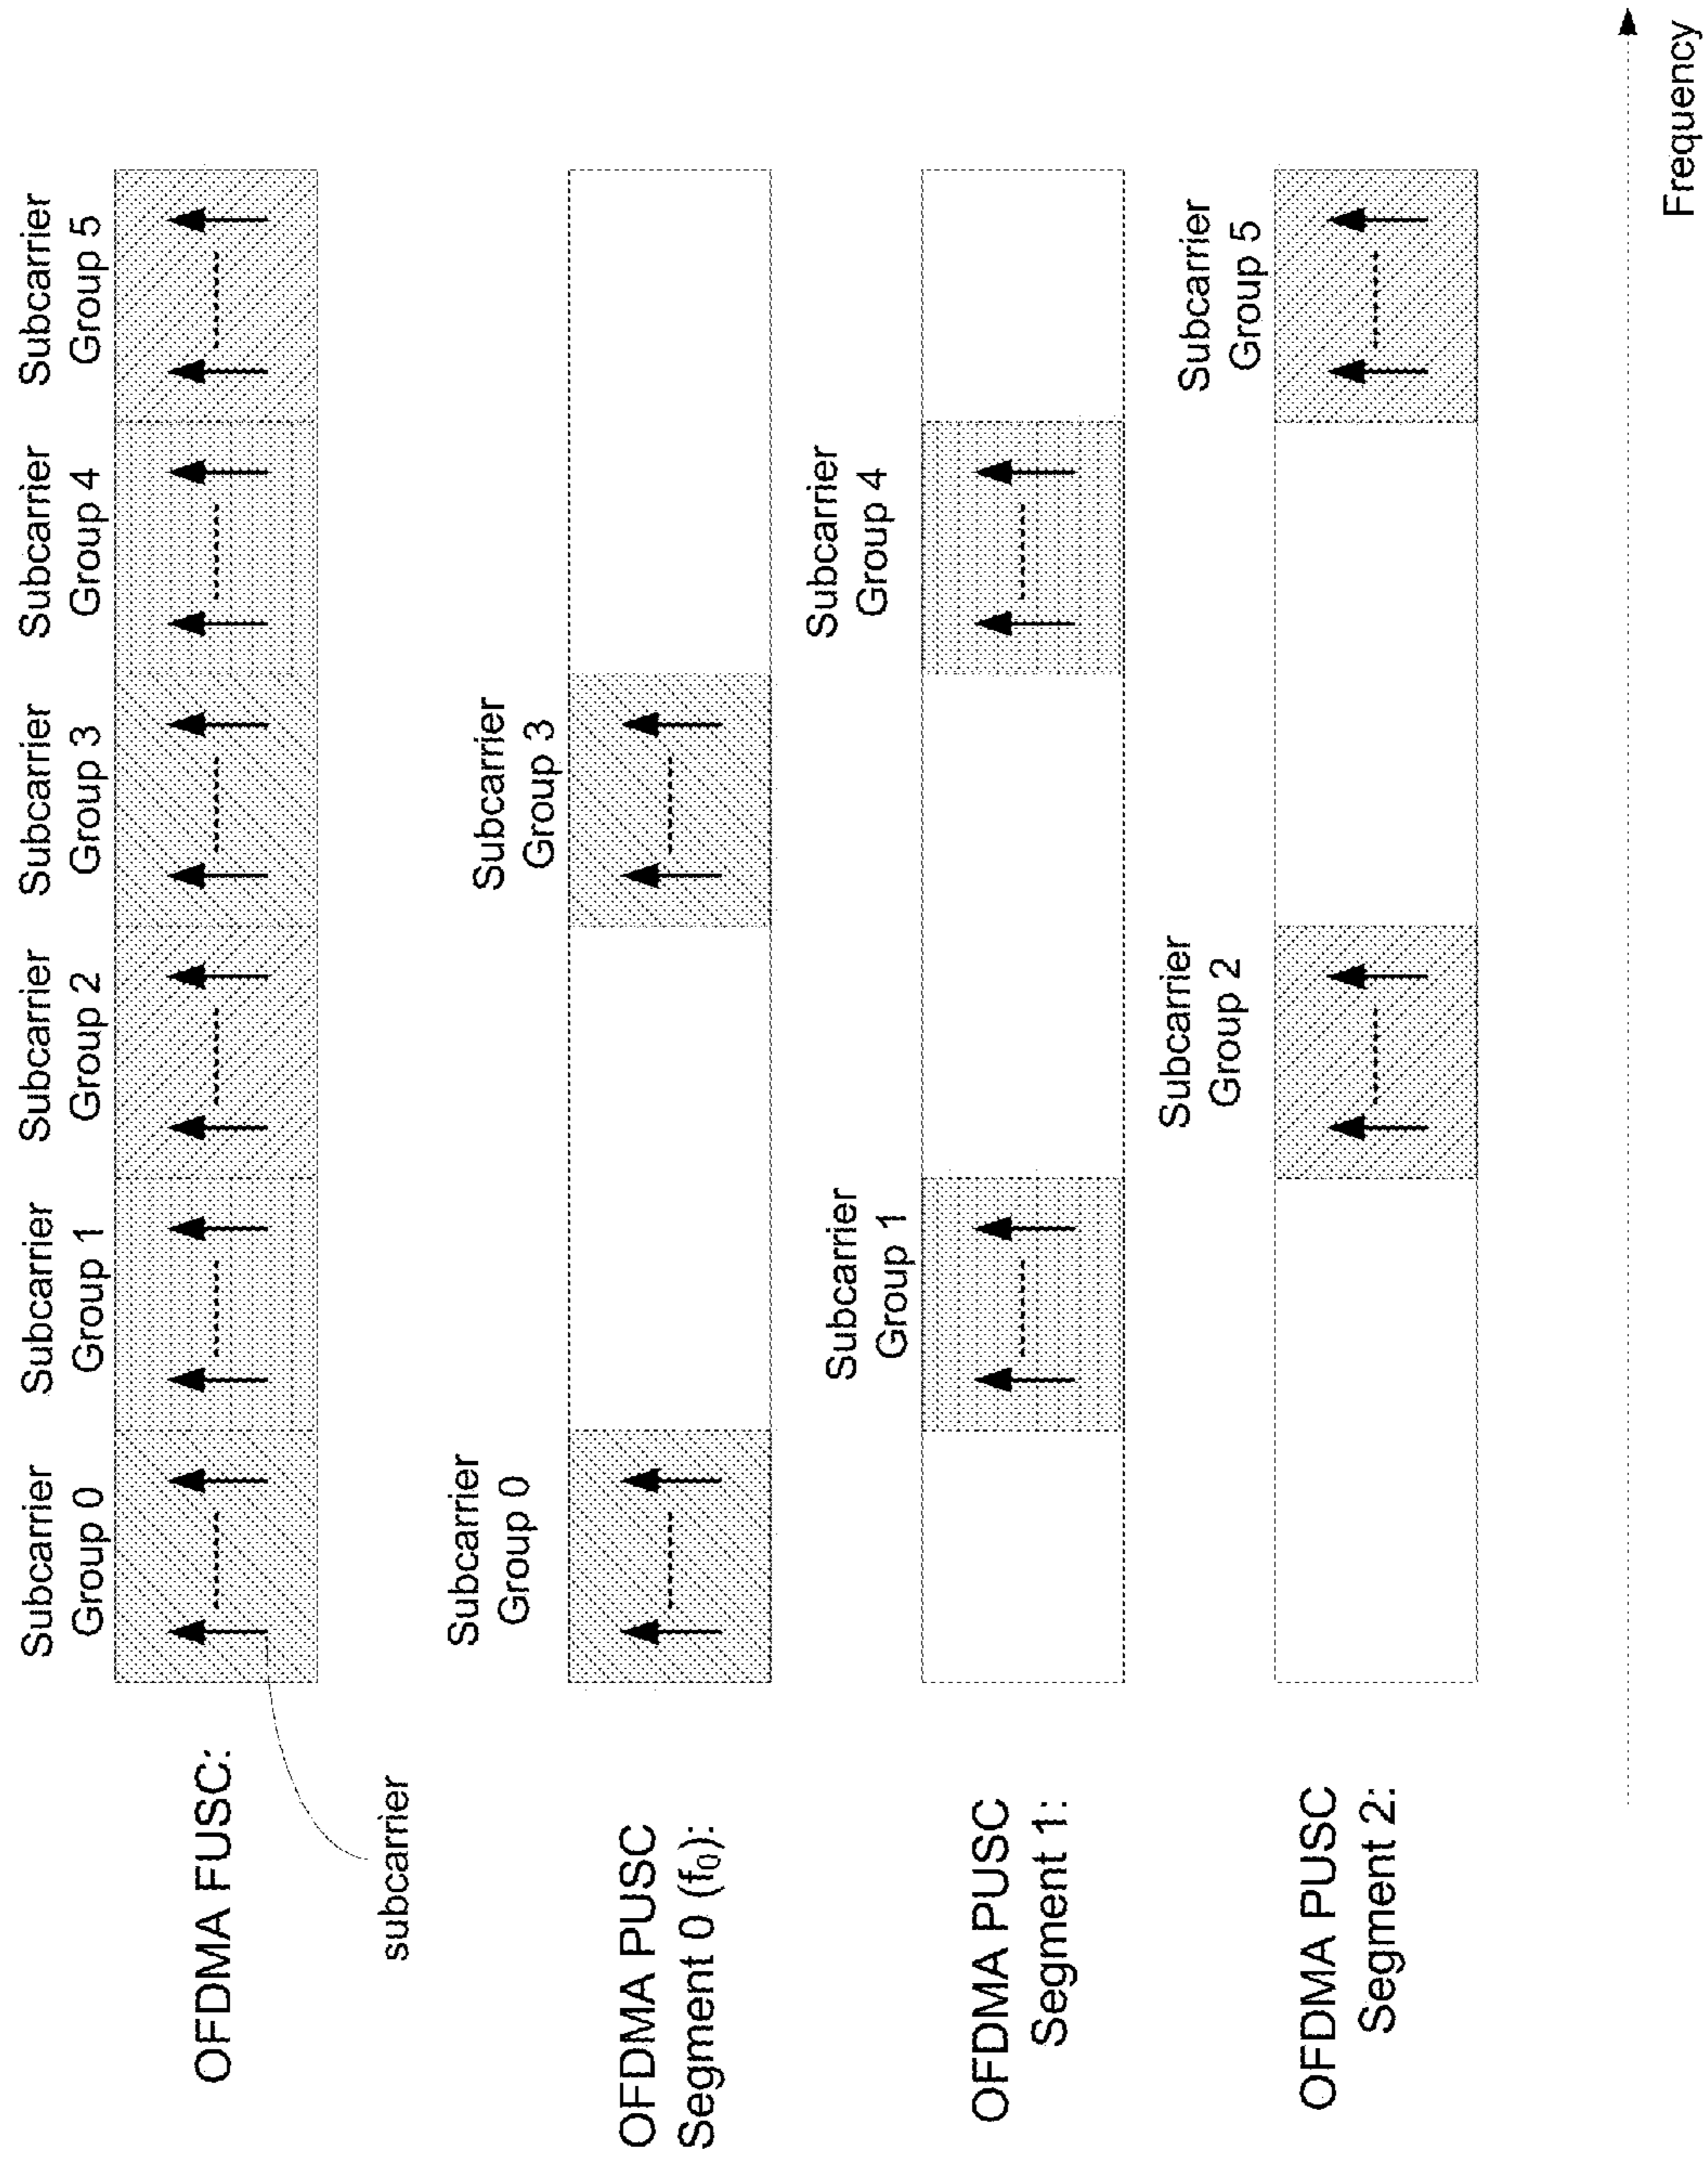 Subcarrier
Group 0
Subcarrier
Group 1
Subcarrier
Group 2
Subcarrier
Group 3
Subcarrier
Group 4
Subcarrier
Group 5
OFDMA FUSC:
subcarrier
Subcarrier
Group 0
Subcarrier
Group 3
OFDMA PUSC
Segment 0 (f₀):
Subcarrier
Group 1
Subcarrier
Group 4
OFDMA PUSC
Segment 1:
Subcarrier
Group 2
Subcarrier
Group 5
OFDMA PUSC
Segment 2:
Frequency